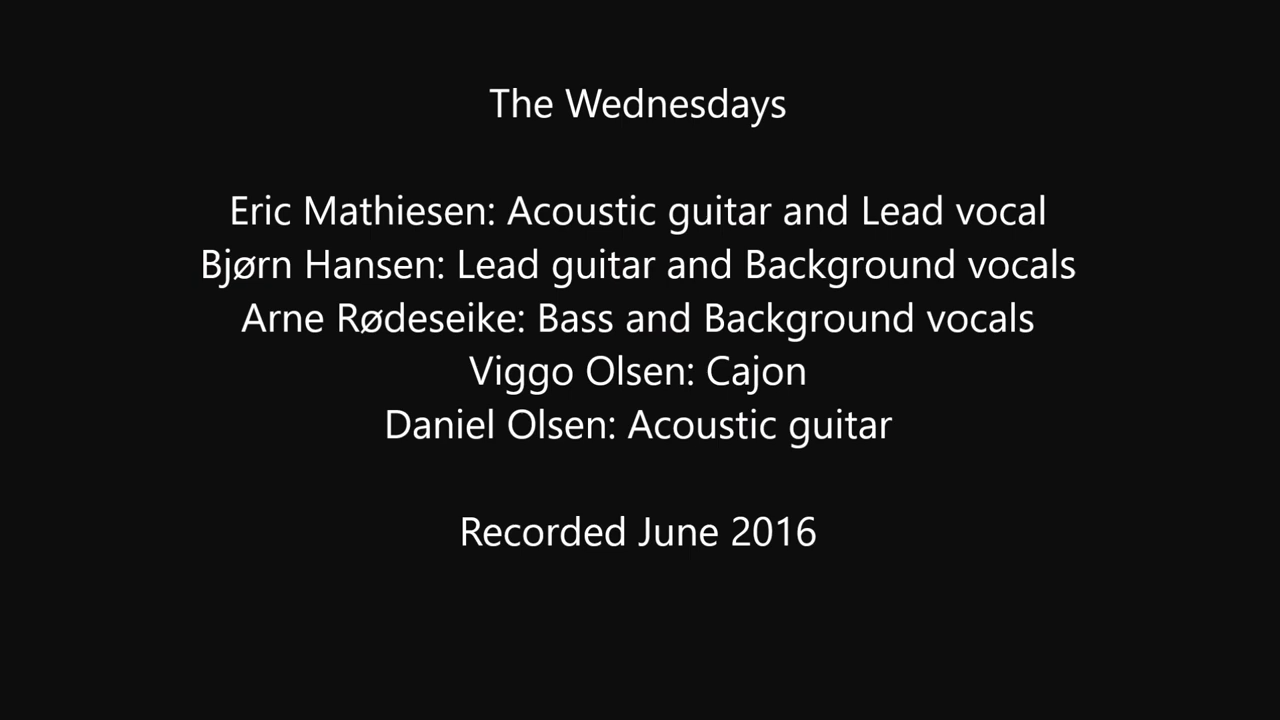 The Wednesdays
Eric Mathiesen: Acoustic guitar and Lead vocal
Bjørn Hansen: Lead guitar and Background vocals
Arne Rødeseike: Bass and Background vocals
Viggo Olsen: Cajon
Daniel Olsen: Acoustic guitar
Recorded June 2016